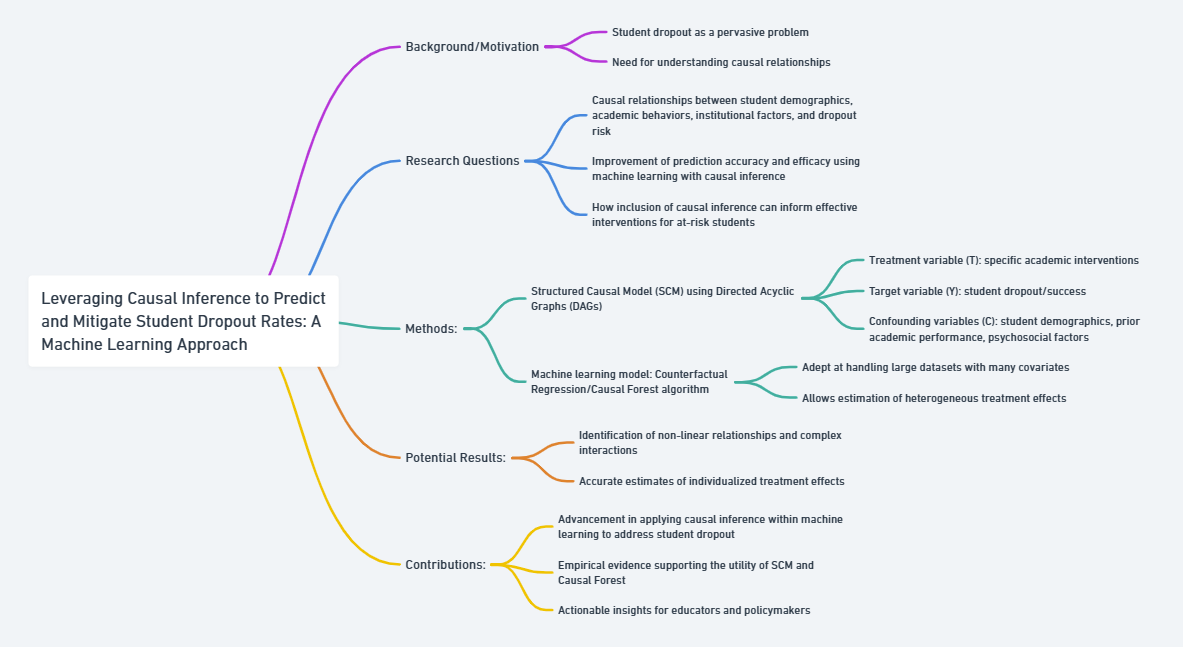 Leveraging Causal Inference to Predict
and Mitigate Student Dropout Rates: A
Machine Learning Approach
Background/Motivation
Student dropout as a pervasive problem
Need for understanding causal relationships
Research Questions
Causal relationships between student demographics,
academic behaviors, institutional factors, and dropout
risk
Improvement of prediction accuracy and efficacy using
machine learning with causal inference
How inclusion of causal inference can inform effective
interventions for at-risk students
Methods:
Structured Causal Model (SCM) using Directed Acyclic
Graphs (DAGs)
Treatment variable (T): specific academic interventions
Target variable (Y): student dropout/success
Confounding variables (C): student demographics, prior
academic performance, psychosocial factors
Machine learning model: Counterfactual
Regression/Causal Forest algorithm
Adept at handling large datasets with many covariates
Allows estimation of heterogeneous treatment effects
Potential Results:
Identification of non-linear relationships and complex
interactions
Accurate estimates of individualized treatment effects
Contributions:
Advancement in applying causal inference within machine
learning to address student dropout
Empirical evidence supporting the utility of SCM and
Causal Forest
Actionable insights for educators and policymakers